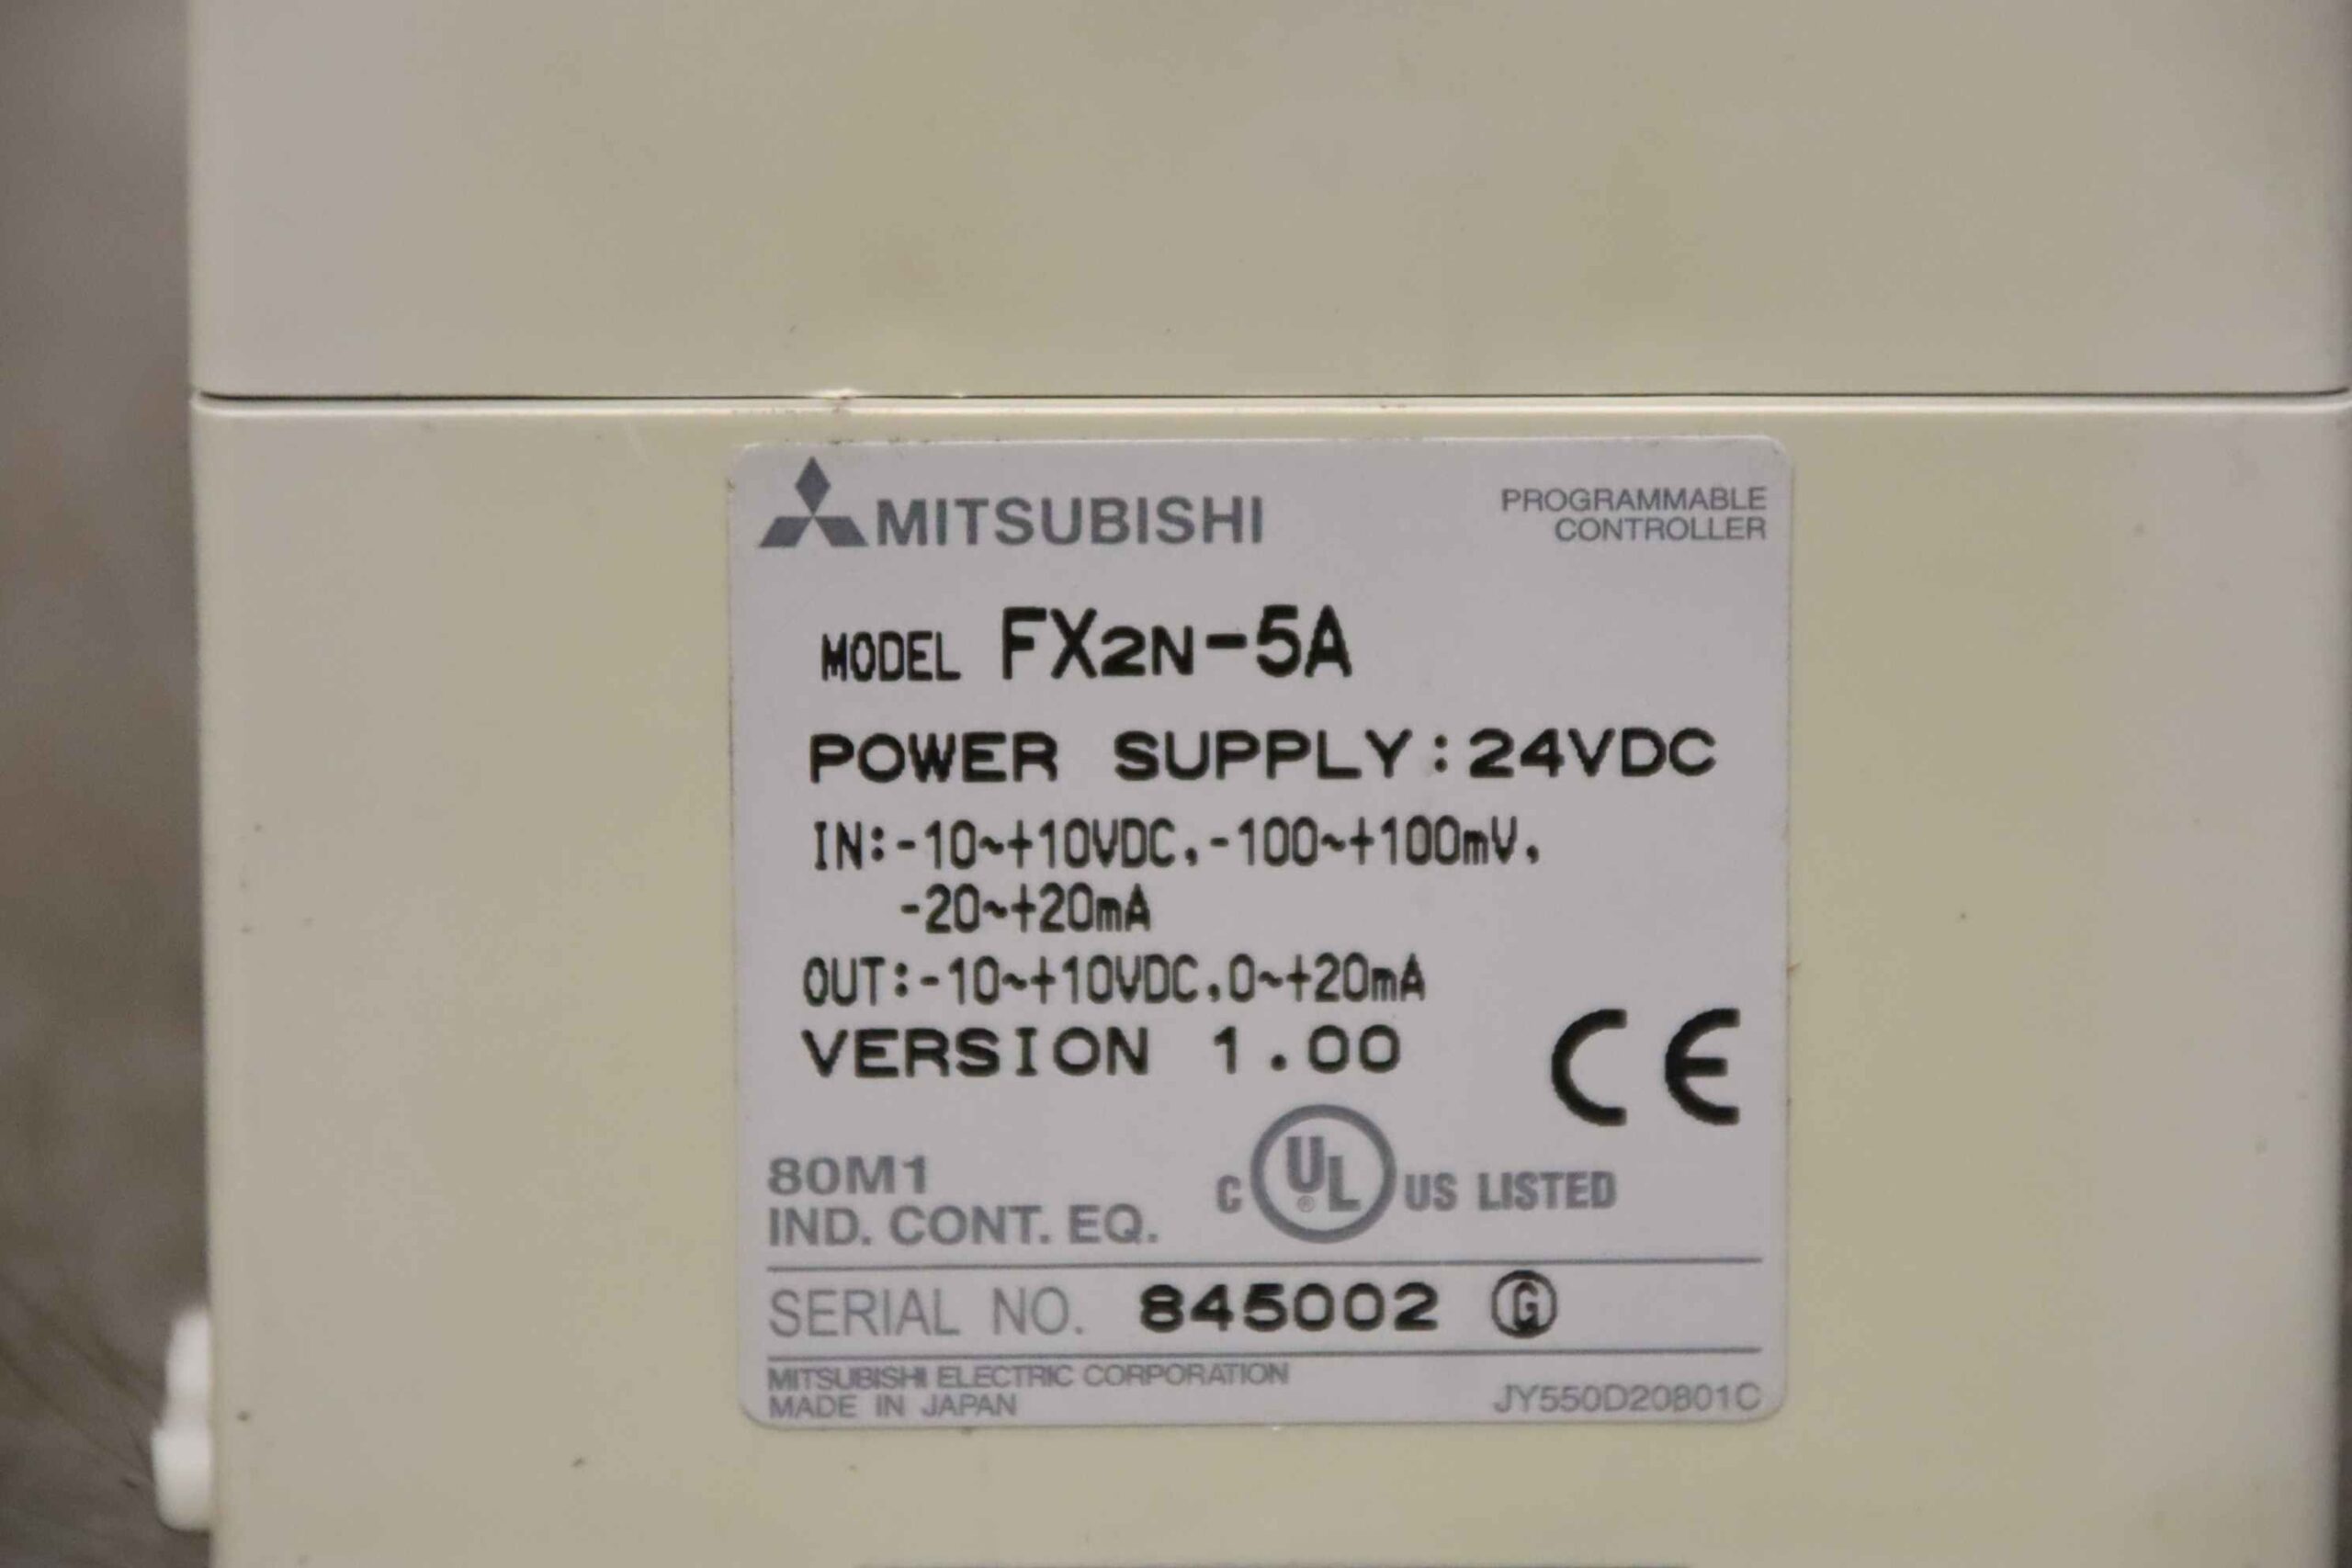 MITSUBISHI
PROGRAMMABLE
CONTROLLER
MODEL FX2N-5A
POWER SUPPLY:24VDC
IN:-10~+10VDC,-100~+100mV,
-20~+20mA
OUT:-10~+10VDC,0~+20mA
VERSION 1.00
CE
80M1
IND. CONT. EQ.
C UL ® US LISTED
SERIAL NO. 845002 Ⓖ
MITSUBISHI ELECTRIC CORPORATION
MADE IN JAPAN
JY550D20801C